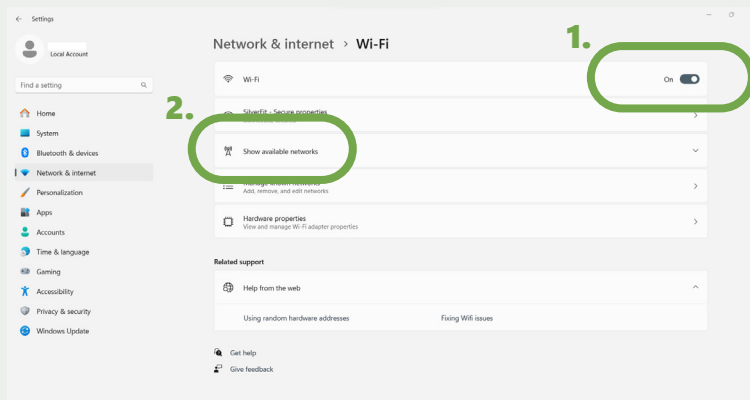 Settings
Local Account
Find a setting
Home
System
Bluetooth & devices
Network & internet
Personalization
Apps
Accounts
Time & language
Gaming
Accessibility
Privacy & security
Windows Update
Network & internet > Wi-Fi
1.
Wi-Fi
On
SilverFit - Secure properties
2.
Show available networks
Manage known networks
Add, remove, and edit networks
Hardware properties
View and manage Wi-Fi adapter properties
Related support
Help from the web
Using random hardware addresses
Fixing Wifi issues
Get help
Give feedback